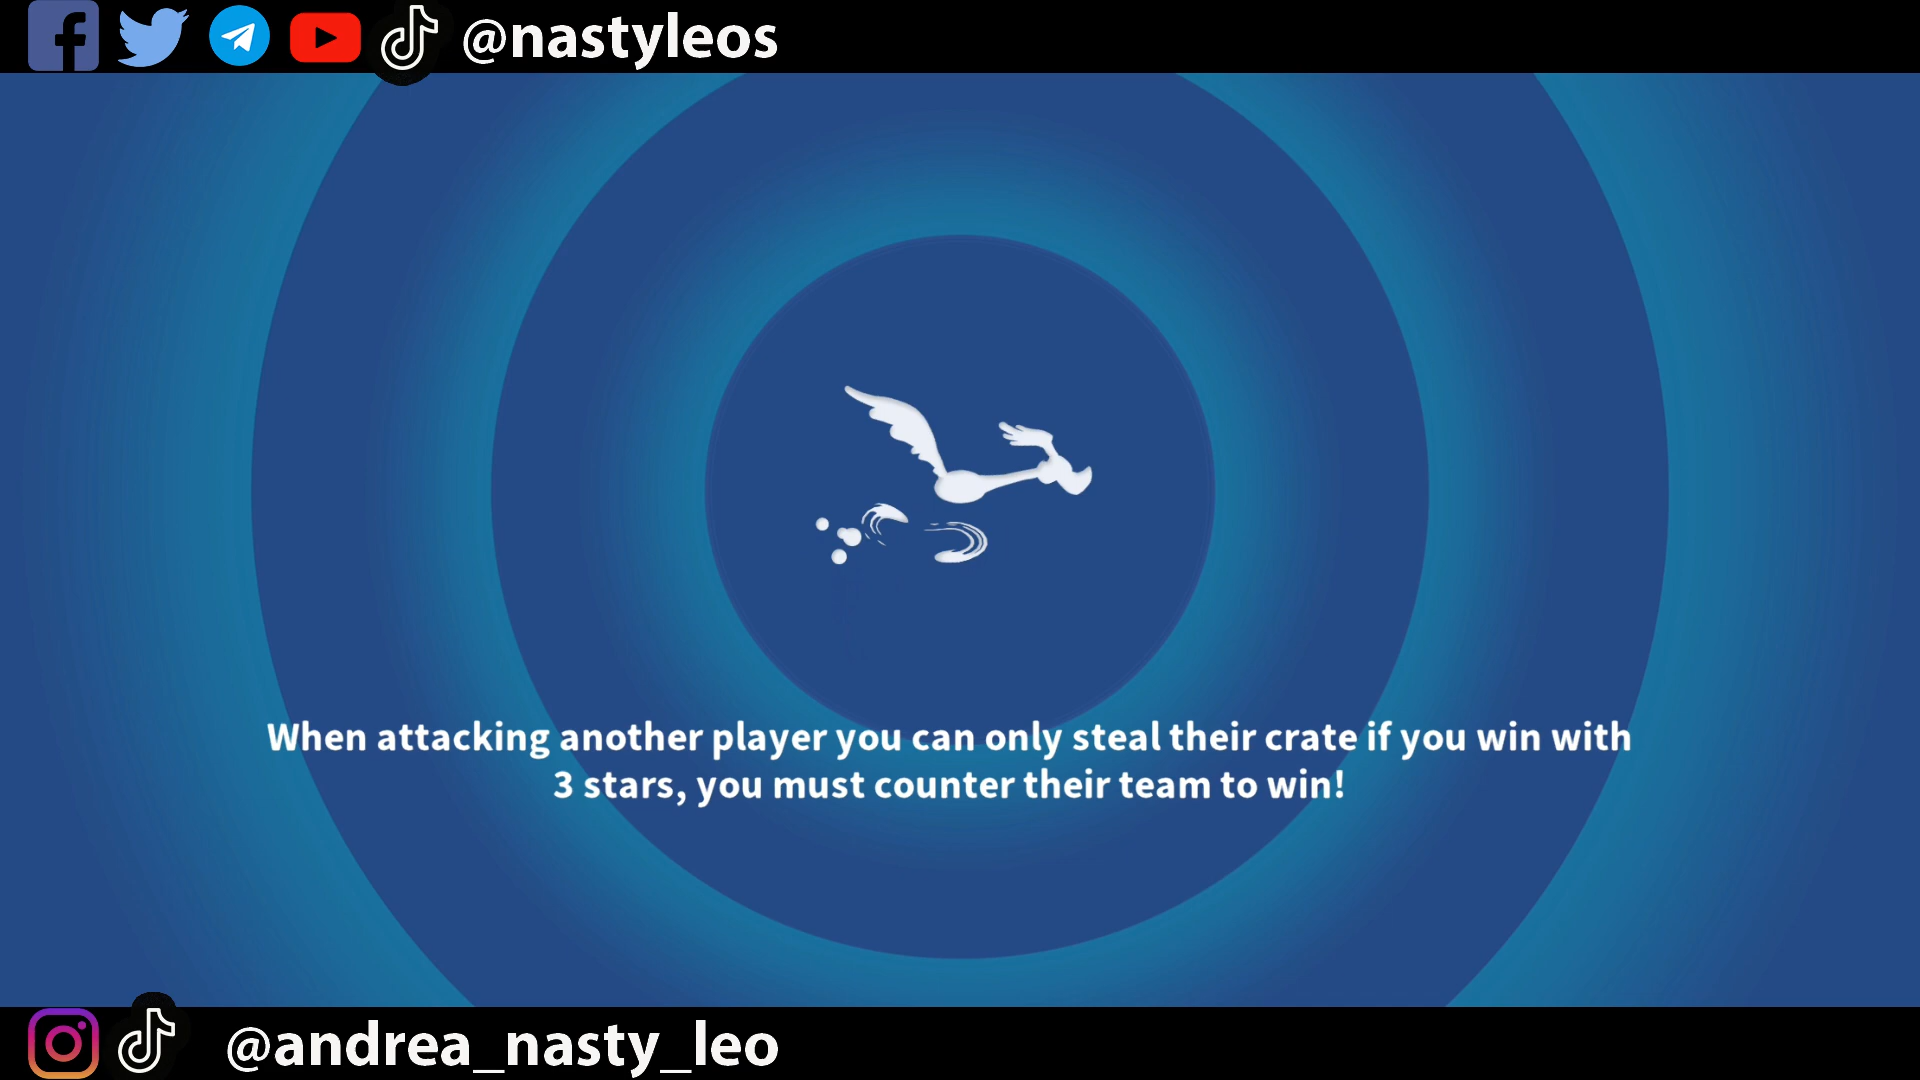 @nastyleos
When attacking another player you can only steal their crate if you win with
3 stars, you must counter their team to win!
@andrea_nasty_leo